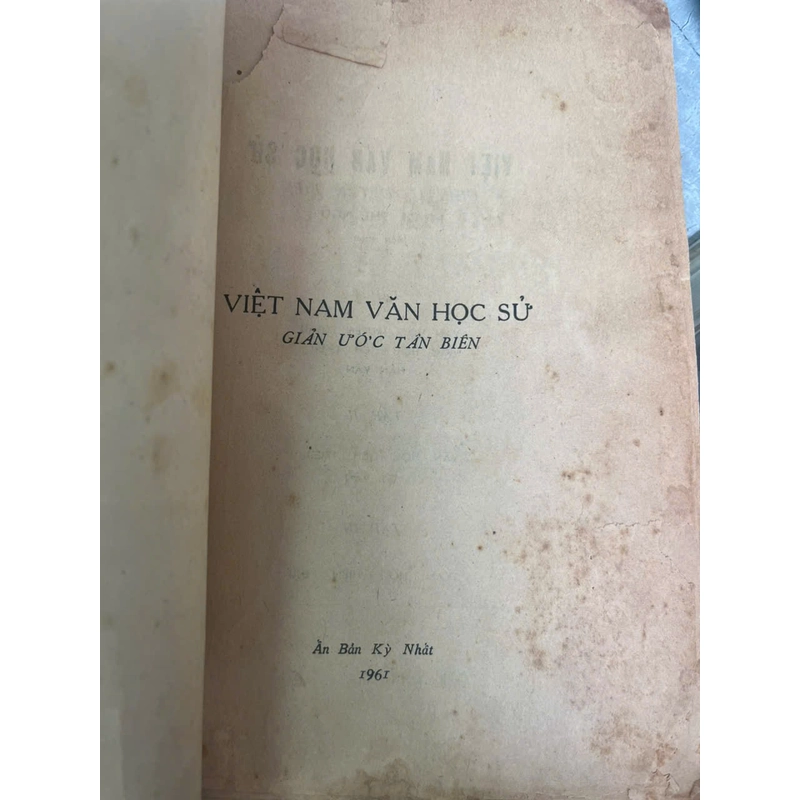 VIỆT NAM VĂN HỌC SỬ
GIẢN ƯỚC TÂN BIÊN
Ấn Bản Kỳ Nhất
1961